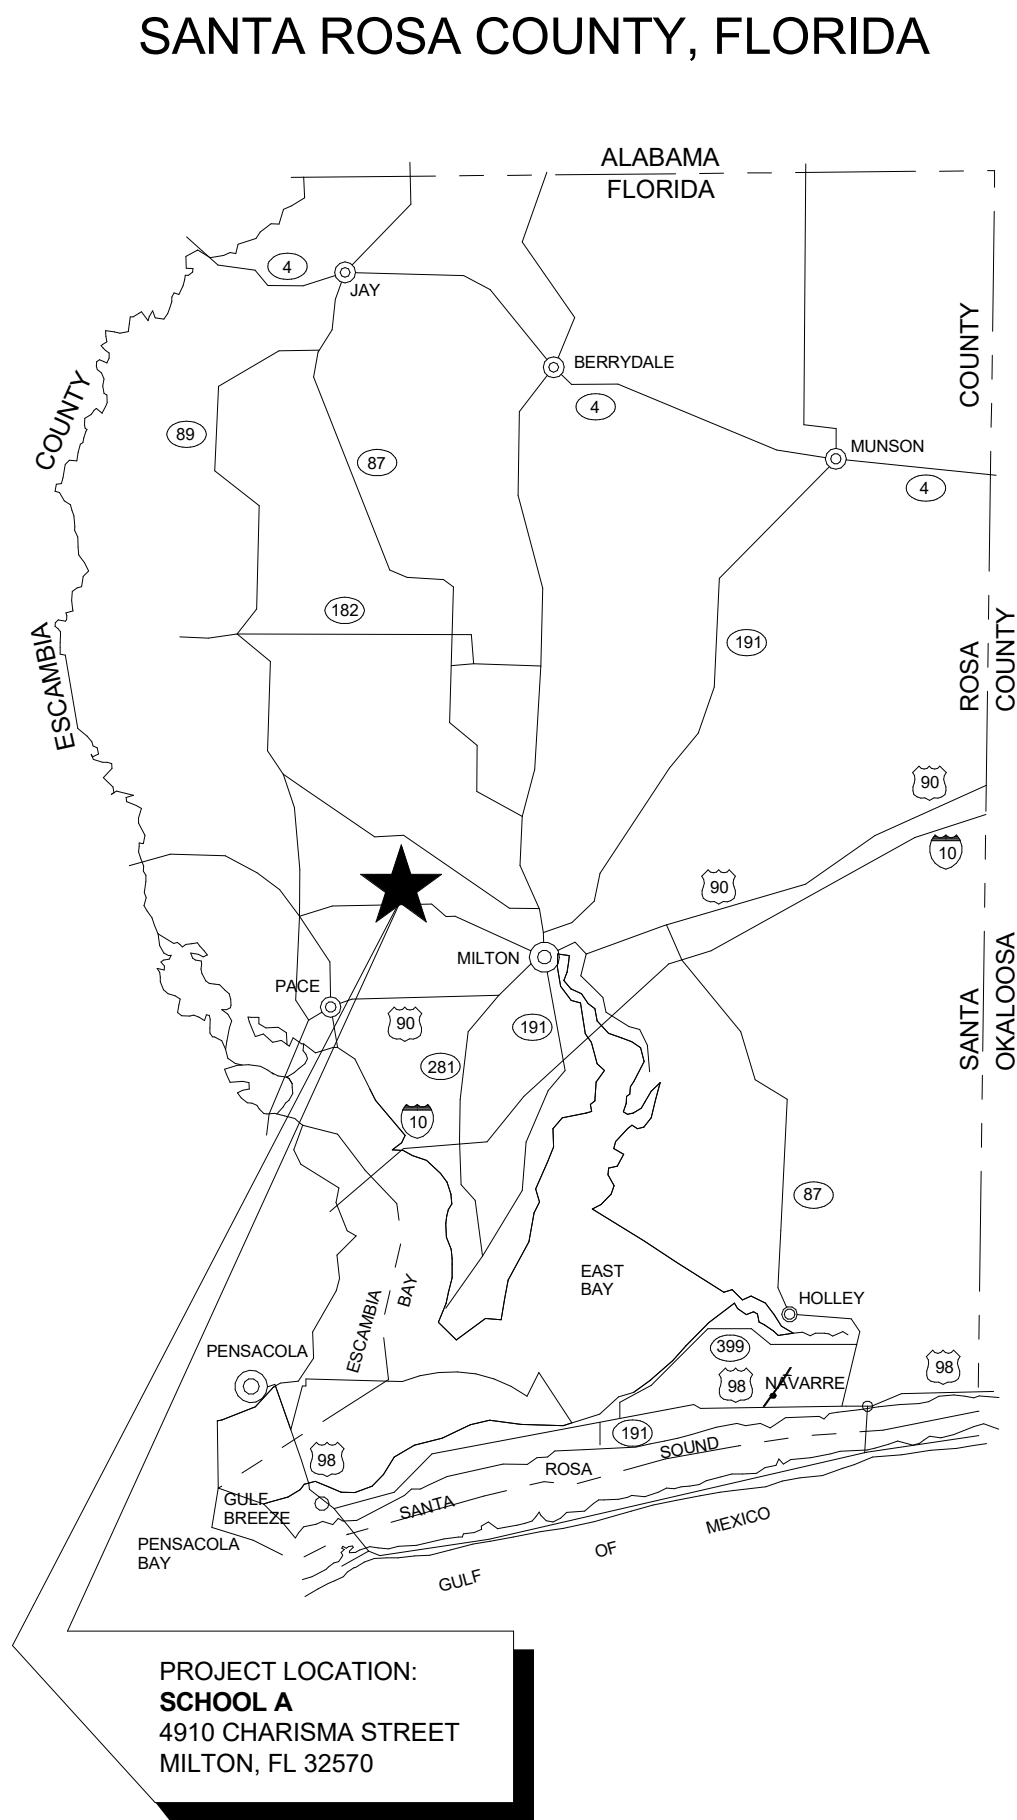 SANTA ROSA COUNTY, FLORIDA
ALABAMA
FLORIDA
4
JAY
BERRYDALE
4
COUNTY
COUNTY
89
87
MUNSON
4
182
191
ESCAMBIA
ROSA
COUNTY
90
10
90
MILTON
PACE
90
191
SANTA
OKALOOSA
281
10
87
EAST
BAY
ESCAMBIA
BAY
HOLLEY
PENSACOLA
399
98
98
NAVARRE
191
98
SOUND
ROSA
SANTA
GULF
BREEZE
PENSACOLA
BAY
MEXICO
OF
GULF
PROJECT LOCATION:
SCHOOL A
4910 CHARISMA STREET
MILTON, FL 32570